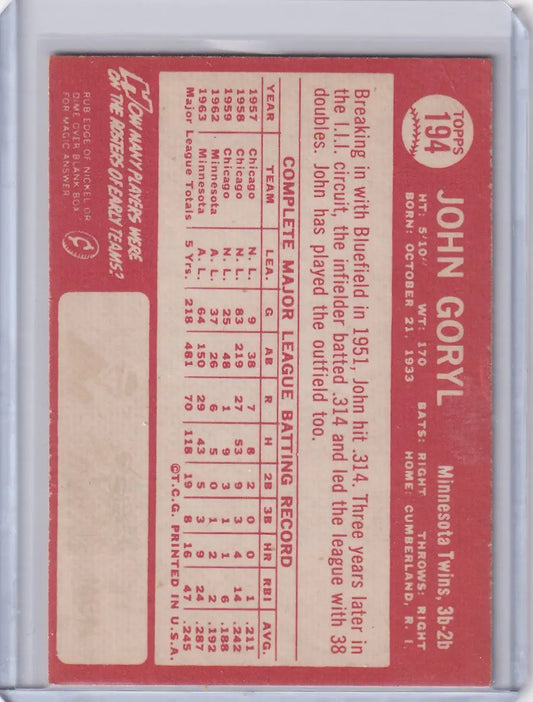 TOPPS
194
JOHN GORYL
Minnesota Twins, 3b-2b
HT: 5'10" WT: 170 BATS: RIGHT THROWS: RIGHT
BORN: OCTOBER 21, 1933 HOME: CUMBERLAND, R. I.
Breaking in with Bluefield in 1951, John hit .314. Three years later in
the I.I.I. circuit, the infielder batted .314 and led the league with 38
doubles. John has played the outfield too.
COMPLETE MAJOR LEAGUE BATTING RECORD
YEAR TEAM LEA. G AB R H 2B 3B HR RBI AVG.
1957 Chicago N. L. 9 38 7 8 2 0 0 1 .211
1958 Chicago N. L. 83 219 27 53 9 3 4 14 .242
1959 Chicago N. L. 25 48 1 9 3 1 1 6 .188
1962 Minnesota A. L. 37 26 6 5 0 1 2 2 .192
1963 Minnesota A. L. 64 150 29 43 5 3 9 24 .287
Major League Totals 5 Yrs. 218 481 70 118 19 8 16 47 .245
©T.C.G. PRINTED IN U.S.A.
HOW MANY PLAYERS WERE
ON THE ROSTERS OF EARLY TEAMS?
RUB EDGE OF NICKEL OR
DIME OVER BLANK BOX
FOR MAGIC ANSWER